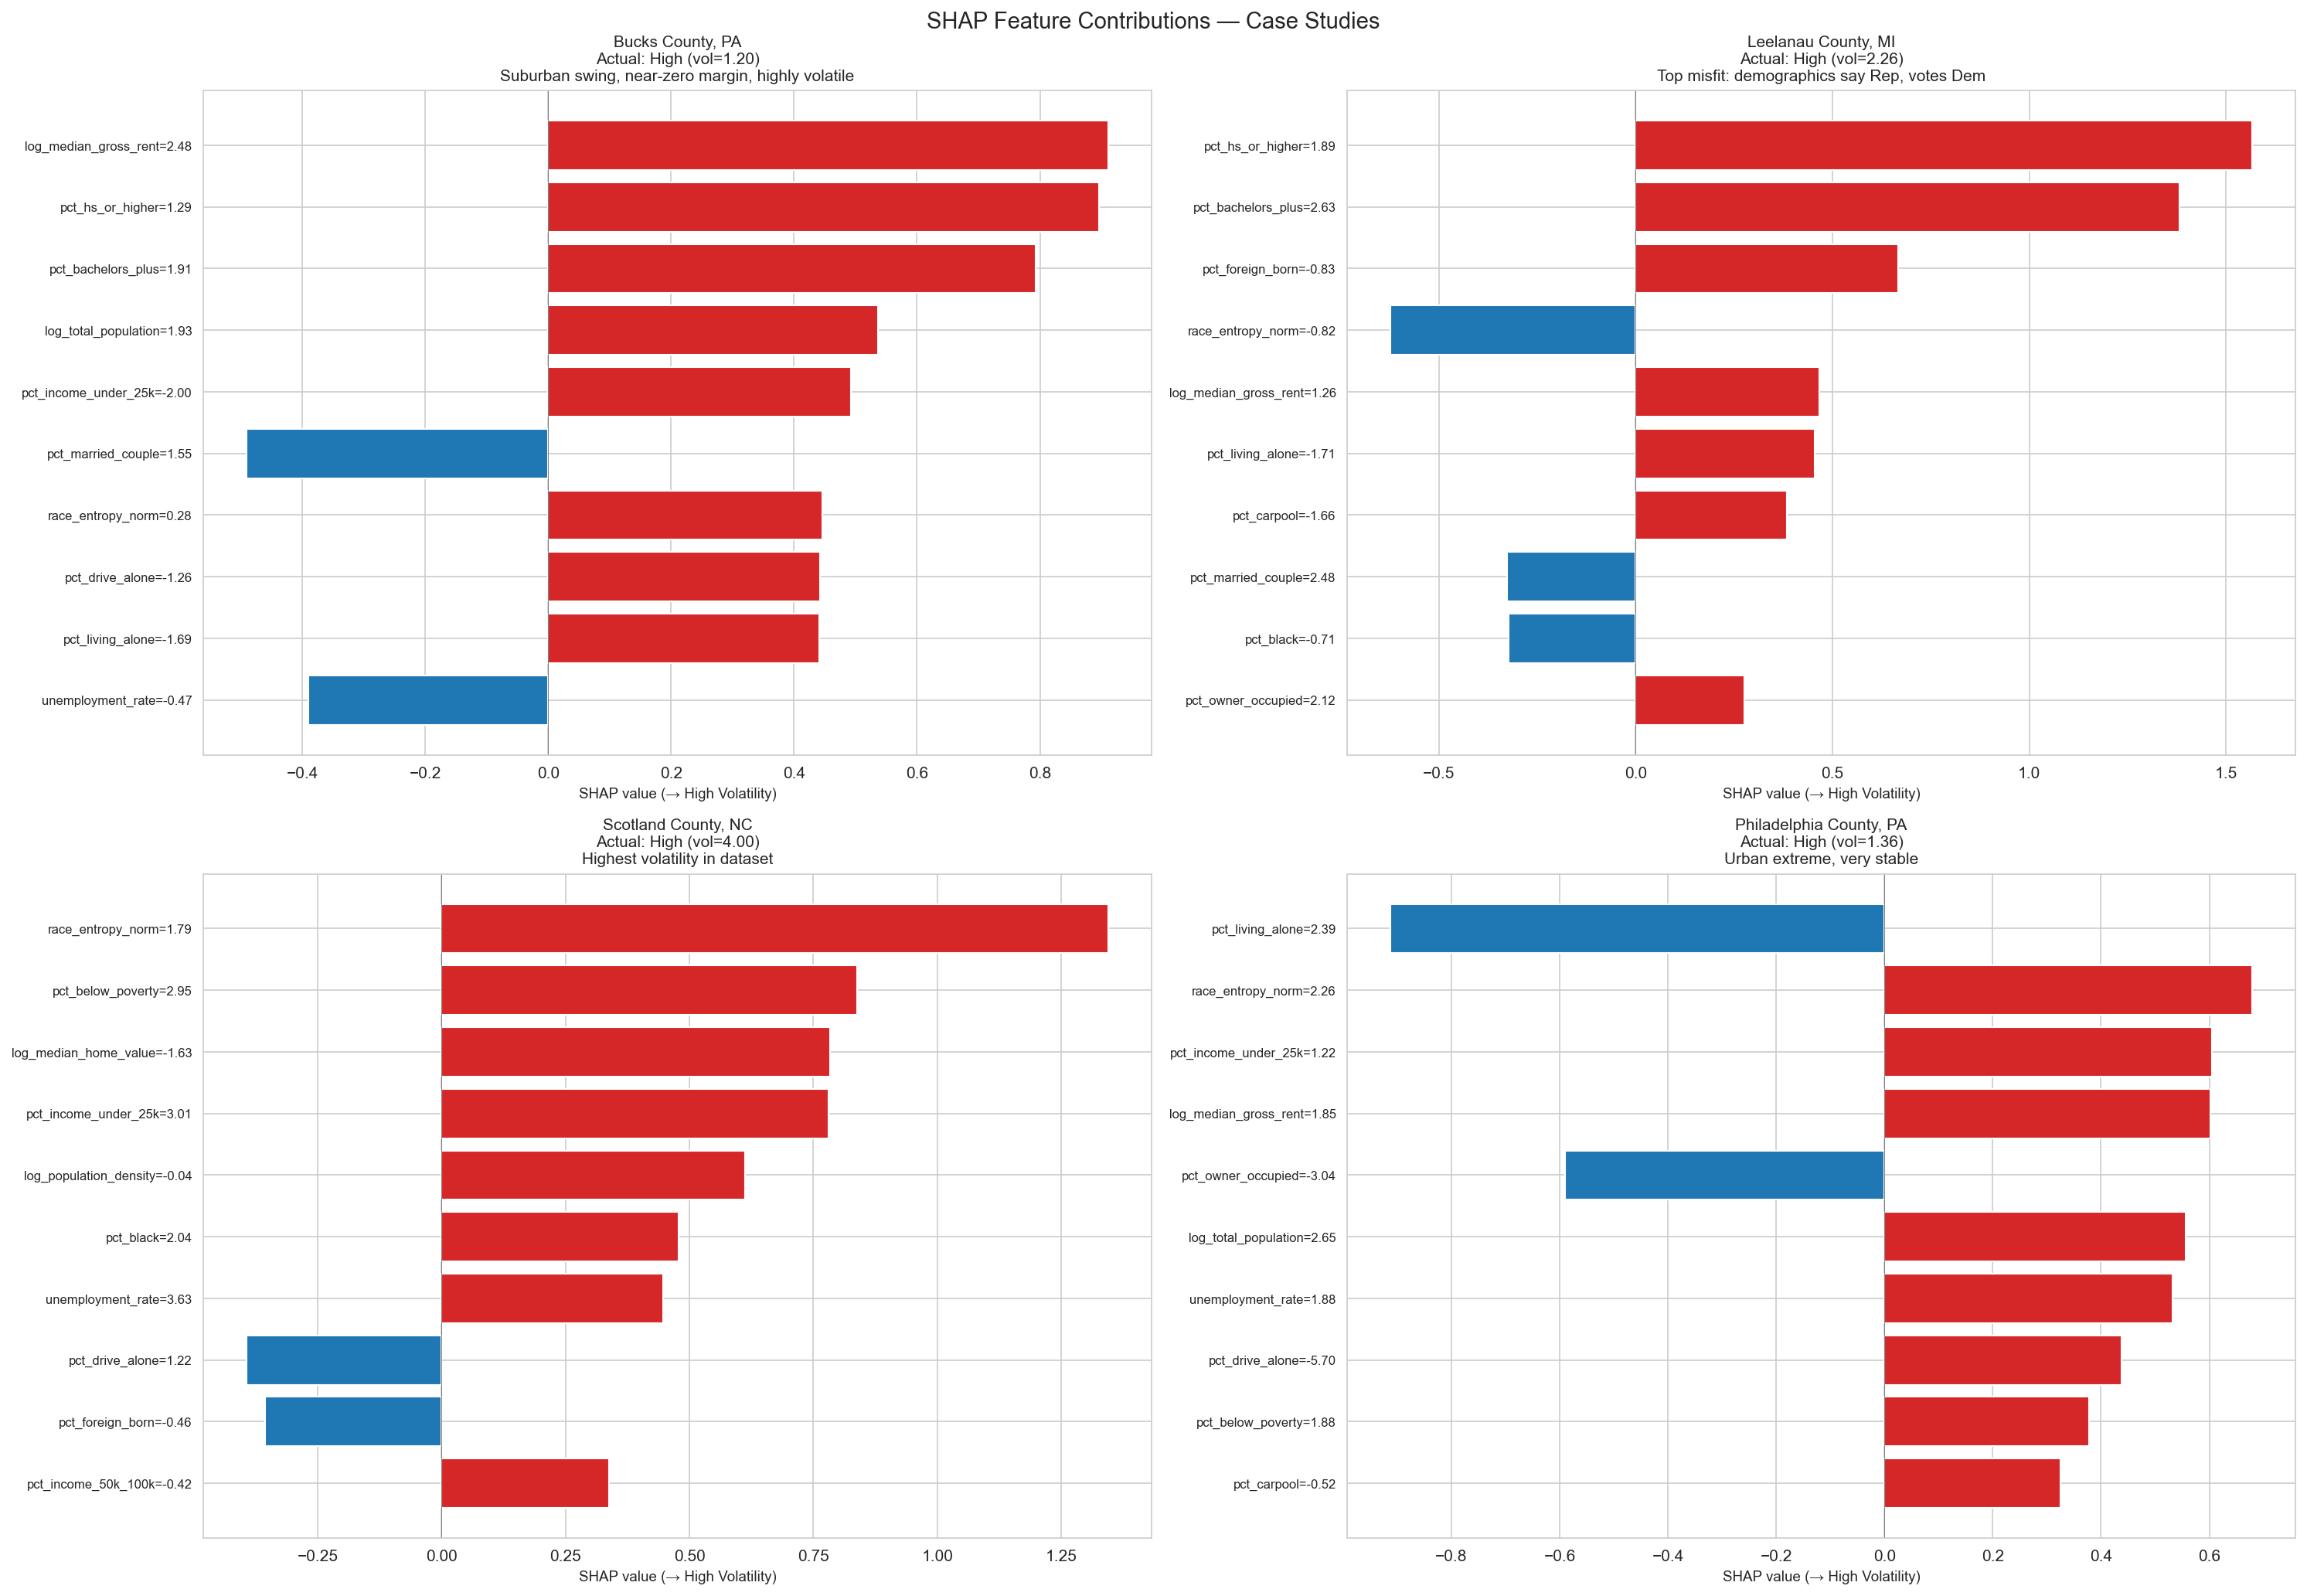 SHAP Feature Contributions — Case Studies
Bucks County, PA
Actual: High (vol=1.20)
Suburban swing, near-zero margin, highly volatile
log_median_gross_rent=2.48
pct_hs_or_higher=1.29
pct_bachelors_plus=1.91
log_total_population=1.93
pct_income_under_25k=-2.00
pct_married_couple=1.55
race_entropy_norm=0.28
pct_drive_alone=-1.26
pct_living_alone=-1.69
unemployment_rate=-0.47
−0.4 −0.2 0.0 0.2 0.4 0.6 0.8
SHAP value (→ High Volatility)
Leelanau County, MI
Actual: High (vol=2.26)
Top misfit: demographics say Rep, votes Dem
pct_hs_or_higher=1.89
pct_bachelors_plus=2.63
pct_foreign_born=-0.83
race_entropy_norm=-0.82
log_median_gross_rent=1.26
pct_living_alone=-1.71
pct_carpool=-1.66
pct_married_couple=2.48
pct_black=-0.71
pct_owner_occupied=2.12
−0.5 0.0 0.5 1.0 1.5
SHAP value (→ High Volatility)
Scotland County, NC
Actual: High (vol=4.00)
Highest volatility in dataset
race_entropy_norm=1.79
pct_below_poverty=2.95
log_median_home_value=-1.63
pct_income_under_25k=3.01
log_population_density=-0.04
pct_black=2.04
unemployment_rate=3.63
pct_drive_alone=1.22
pct_foreign_born=-0.46
pct_income_50k_100k=-0.42
−0.25 0.00 0.25 0.50 0.75 1.00 1.25
SHAP value (→ High Volatility)
Philadelphia County, PA
Actual: High (vol=1.36)
Urban extreme, very stable
pct_living_alone=2.39
race_entropy_norm=2.26
pct_income_under_25k=1.22
log_median_gross_rent=1.85
pct_owner_occupied=-3.04
log_total_population=2.65
unemployment_rate=1.88
pct_drive_alone=-5.70
pct_below_poverty=1.88
pct_carpool=-0.52
−0.8 −0.6 −0.4 −0.2 0.0 0.2 0.4 0.6
SHAP value (→ High Volatility)